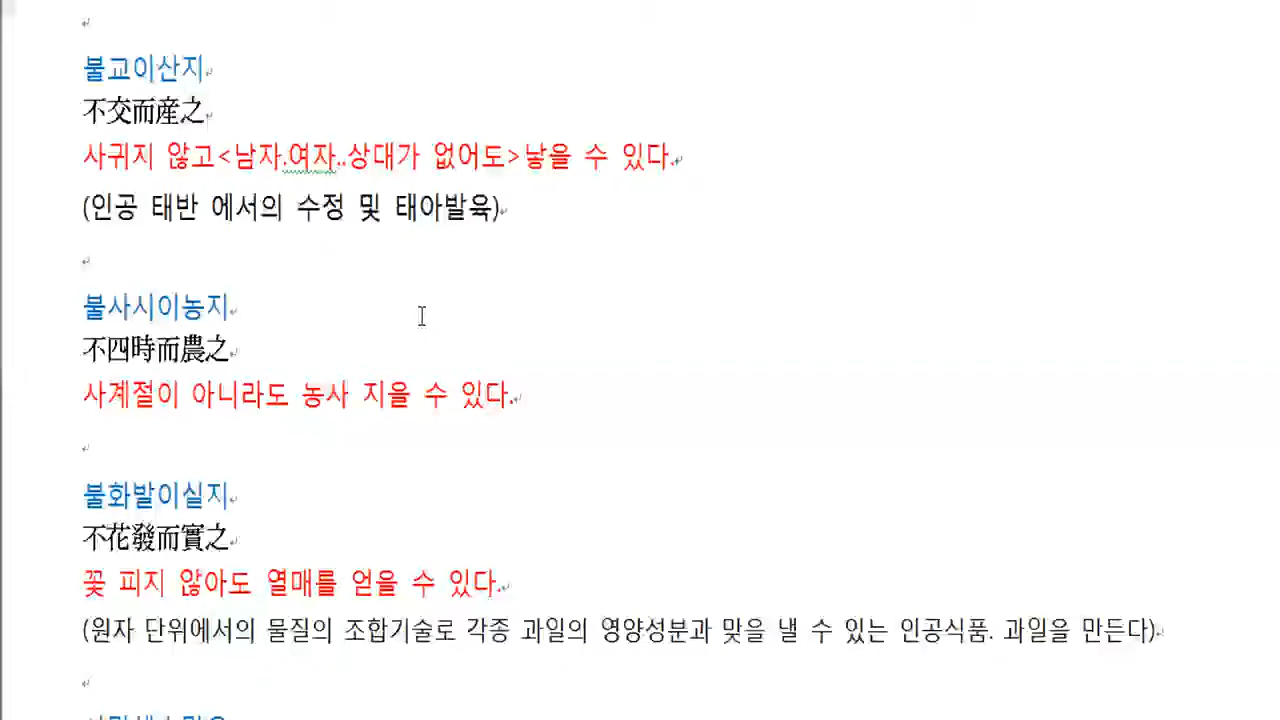 불교이산지
不交而産之
사귀지 않고<남자.여자..상대가 없어도>낳을 수 있다.
(인공 태반 에서의 수정 및 태아발육)
불사시이농지
不四時而農之
사계절이 아니라도 농사 지을 수 있다.
불화발이실지
不花發而實之
꽃 피지 않아도 열매를 얻을 수 있다.
(원자 단위에서의 물질의 조합기술로 각종 과일의 영양성분과 맞을 낼 수 있는 인공식품. 과일을 만든다)